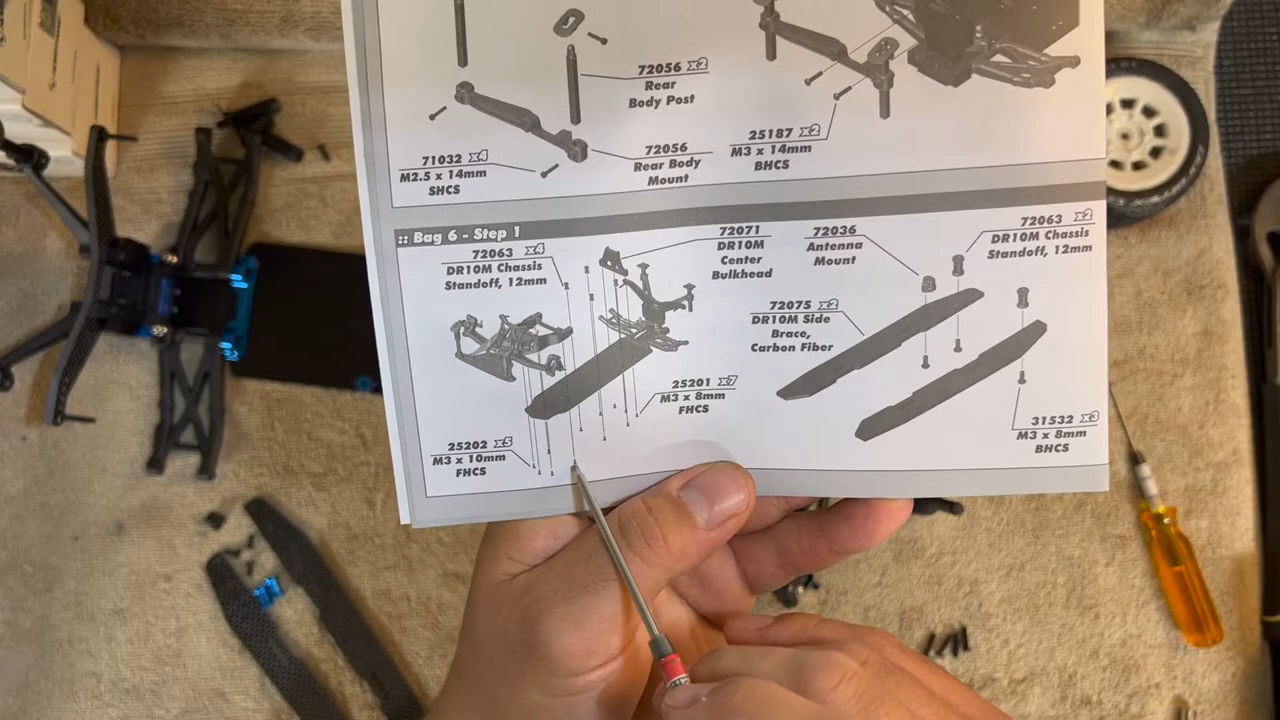 72056 x2
Rear
Body Post
71032 x4
M2.5 x 14mm
SHCS
72056
Rear Body
Mount
25187 x2
M3 x 14mm
BHCS
:: Bag 6 - Step 1
72063 x4
DR10M Chassis
Standoff, 12mm
72071
DR10M
Center
Bulkhead
72036
Antenna
Mount
72063 x2
DR10M Chassis
Standoff, 12mm
72075 x2
DR10M Side
Brace,
Carbon Fiber
25201 x7
M3 x 8mm
FHCS
25202 x5
M3 x 10mm
FHCS
31532 x3
M3 x 8mm
BHCS